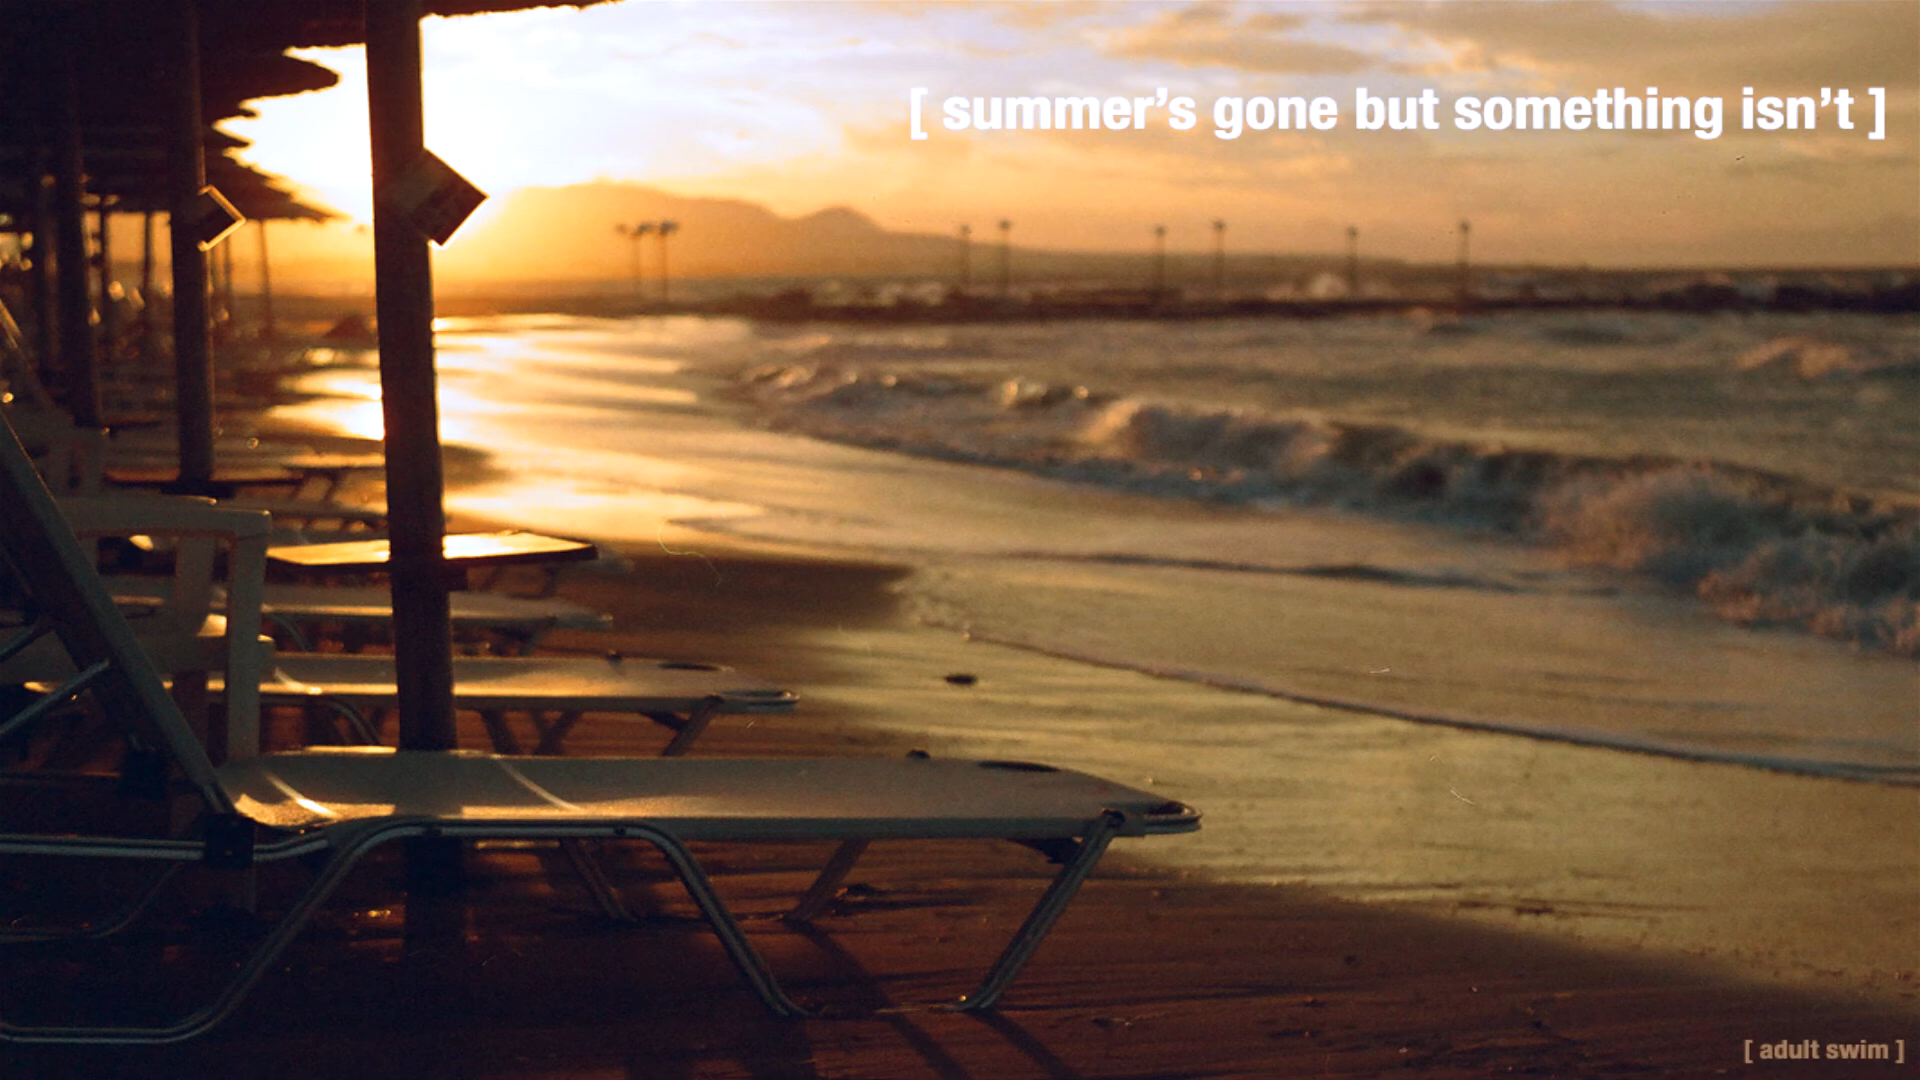 [ summer’s gone but something isn’t ]
[ adult swim ]